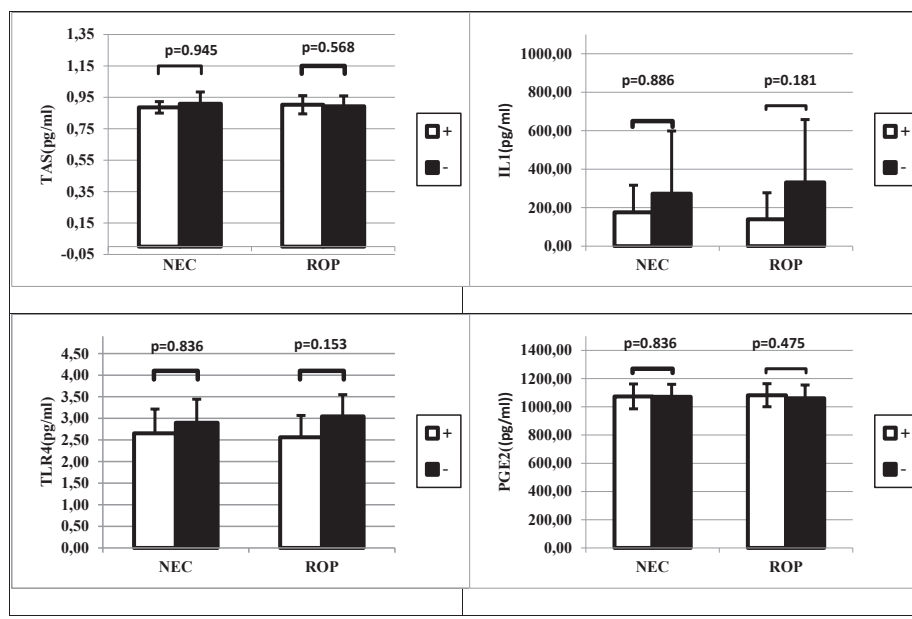 TAS(pg/ml)
1,35
1,15
0,95
0,75
0,55
0,35
0,15
-0,05
p=0.945
p=0.568
NEC
ROP
+
-
IL1(pg/ml)
1000,00
800,00
600,00
400,00
200,00
0,00
p=0.886
p=0.181
NEC
ROP
+
-
TLR4(pg/ml)
4,50
4,00
3,50
3,00
2,50
2,00
1,50
1,00
0,50
0,00
p=0.836
p=0.153
NEC
ROP
+
-
PGE2((pg/ml))
1400,00
1200,00
1000,00
800,00
600,00
400,00
200,00
0,00
p=0.836
p=0.475
NEC
ROP
+
-